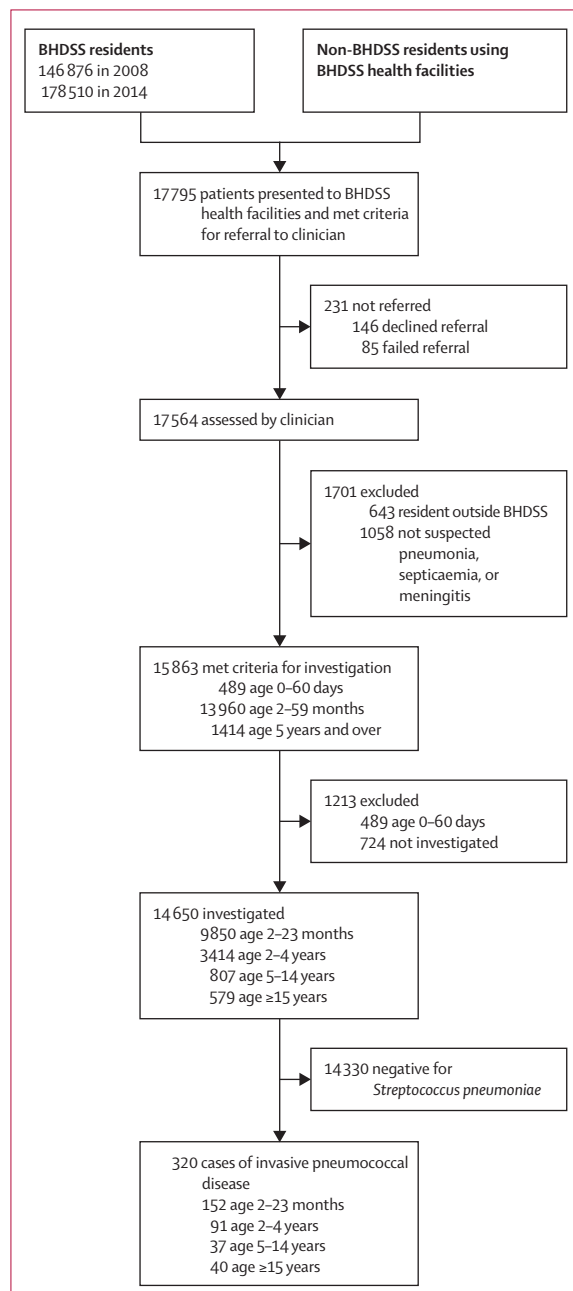 BHDSS residents
146 876 in 2008
178 510 in 2014
Non-BHDSS residents using
BHDSS health facilities
17 795 patients presented to BHDSS
health facilities and met criteria
for referral to clinician
231 not referred
146 declined referral
85 failed referral
17 564 assessed by clinician
1701 excluded
643 resident outside BHDSS
1058 not suspected
pneumonia,
septicaemia, or
meningitis
15 863 met criteria for investigation
489 age 0–60 days
13 960 age 2–59 months
1414 age 5 years and over
1213 excluded
489 age 0–60 days
724 not investigated
14 650 investigated
9850 age 2–23 months
3414 age 2–4 years
807 age 5–14 years
579 age ≥15 years
14 330 negative for
Streptococcus pneumoniae
320 cases of invasive pneumococcal
disease
152 age 2–23 months
91 age 2–4 years
37 age 5–14 years
40 age ≥15 years